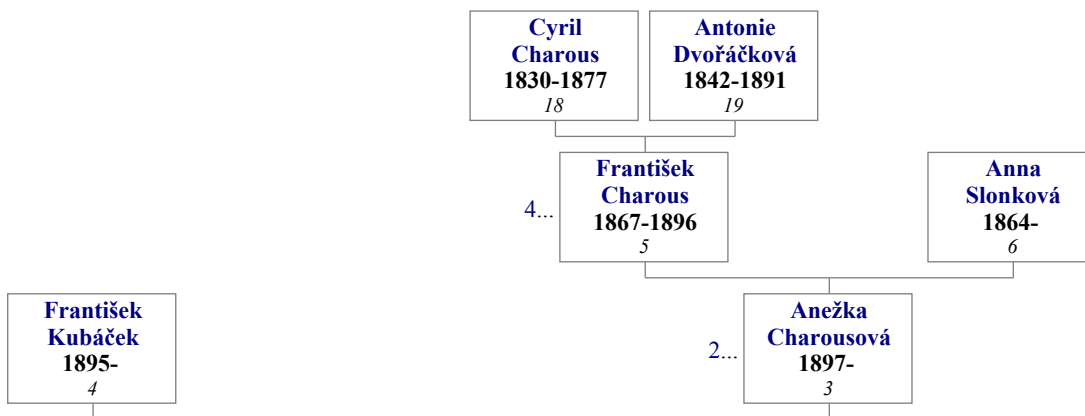 Cyril
Charous
1830-1877
18
Antonie
Dvořáčková
1842-1891
19
4...
František
Charous
1867-1896
5
Anna
Slonková
1864-
6
František
Kubáček
1895-
4
2...
Anežka
Charousová
1897-
3